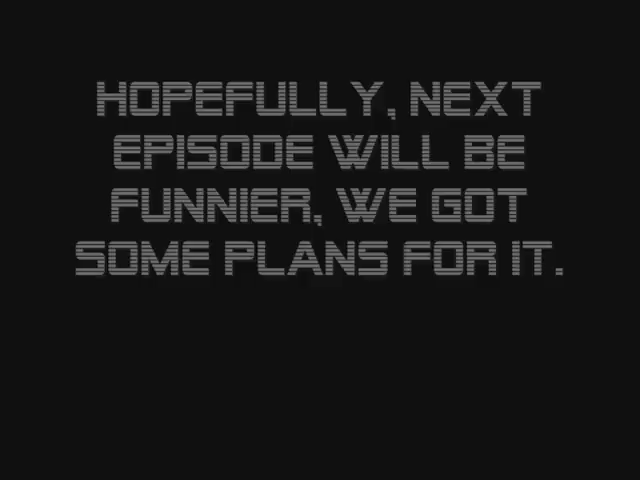 HOPEFULLY, NEXT
EPISODE WILL BE
FUNNIER, WE GOT
SOME PLANS FOR IT.